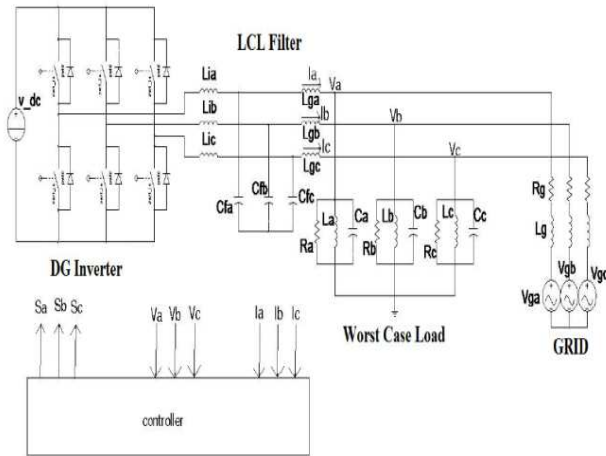 LCL Filter
v_dc
Lia
Lib
Lic
Ia
Lga
Va
Ib
Lgb
Vb
Ic
Lgc
Vc
Cfa
Cfb
Cfc
La
Ca
Ra
Lb
Cb
Rb
Lc
Cc
Rc
Rg
Lg
Vga
Vgb
Vgc
DG Inverter
Worst Case Load
GRID
Sa
Sb
Sc
Va
Vb
Vc
Ia
Ib
Ic
controller